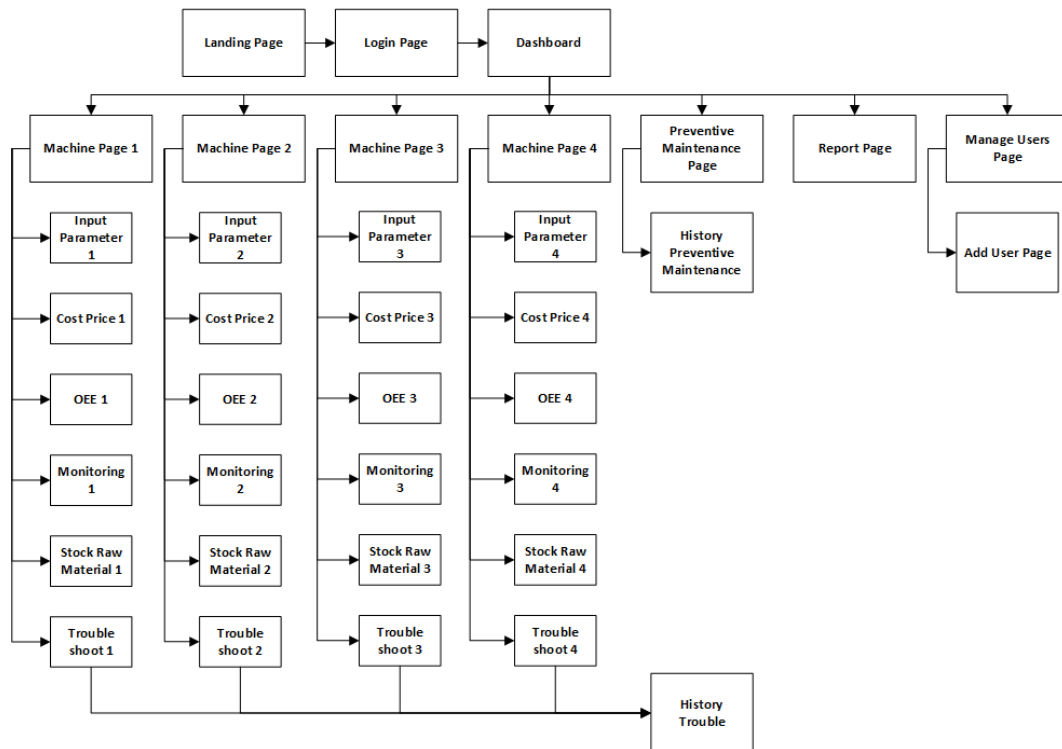 Landing Page
Login Page
Dashboard
Machine Page 1
Machine Page 2
Machine Page 3
Machine Page 4
Preventive
Maintenance
Page
Report Page
Manage Users
Page
Input
Parameter
1
Input
Parameter
2
Input
Parameter
3
Input
Parameter
4
History
Preventive
Maintenance
Add User Page
Cost Price 1
Cost Price 2
Cost Price 3
Cost Price 4
OEE 1
OEE 2
OEE 3
OEE 4
Monitoring
1
Monitoring
2
Monitoring
3
Monitoring
4
Stock Raw
Material 1
Stock Raw
Material 2
Stock Raw
Material 3
Stock Raw
Material 4
Trouble
shoot 1
Trouble
shoot 2
Trouble
shoot 3
Trouble
shoot 4
History
Trouble